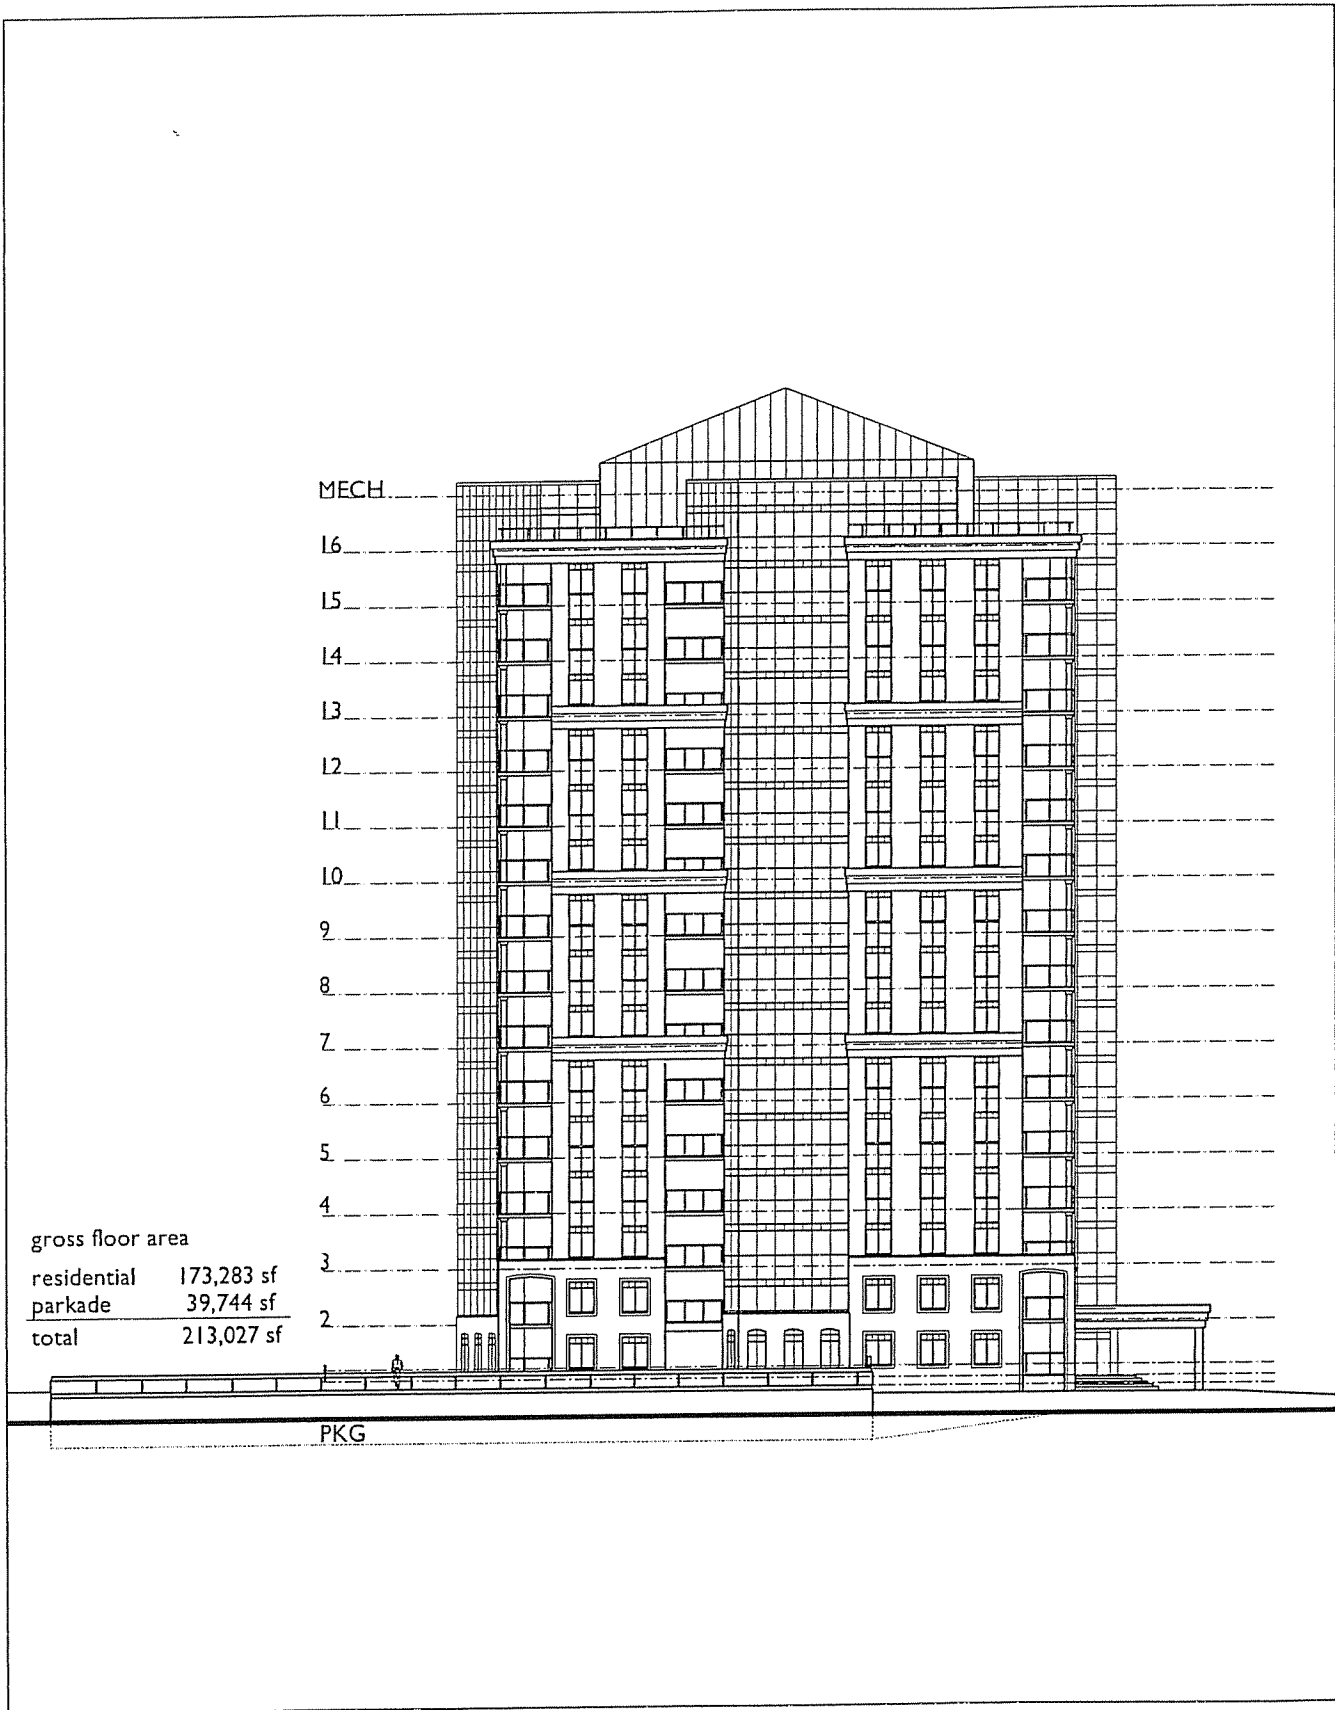 MECH
16
15
14
13
12
11
10
9
8
7
6
5
4
3
2
1
gross floor area
residential 173,283 sf
parkade 39,744 sf
total 213,027 sf
PKG